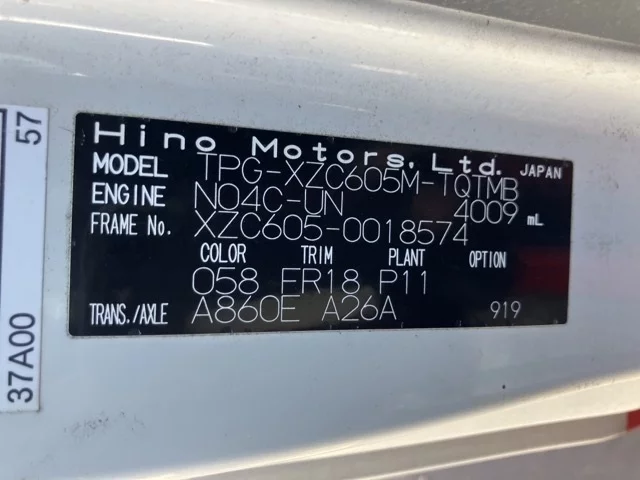 Hino Motors, Ltd. JAPAN
MODEL TPG-XZC605M-TQTMB
ENGINE N04C-UN 4009 mL
FRAME No. XZC605-0018574
COLOR TRIM PLANT OPTION
058 FR18 P11
TRANS./AXLE A860E A26A 919
37A00 57